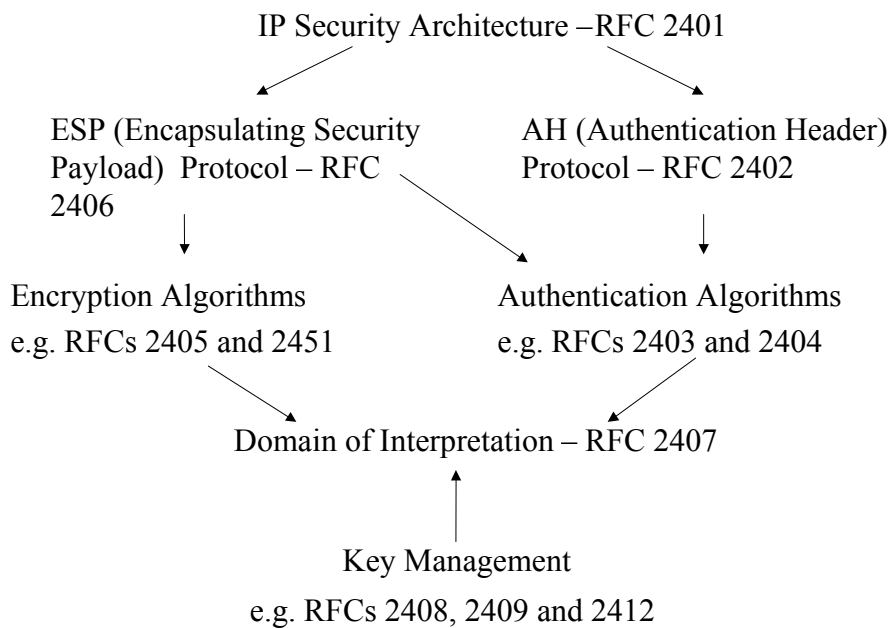 IP Security Architecture –RFC 2401
ESP (Encapsulating Security
Payload) Protocol – RFC
2406
AH (Authentication Header)
Protocol – RFC 2402
Encryption Algorithms
e.g. RFCs 2405 and 2451
Authentication Algorithms
e.g. RFCs 2403 and 2404
Domain of Interpretation – RFC 2407
Key Management
e.g. RFCs 2408, 2409 and 2412